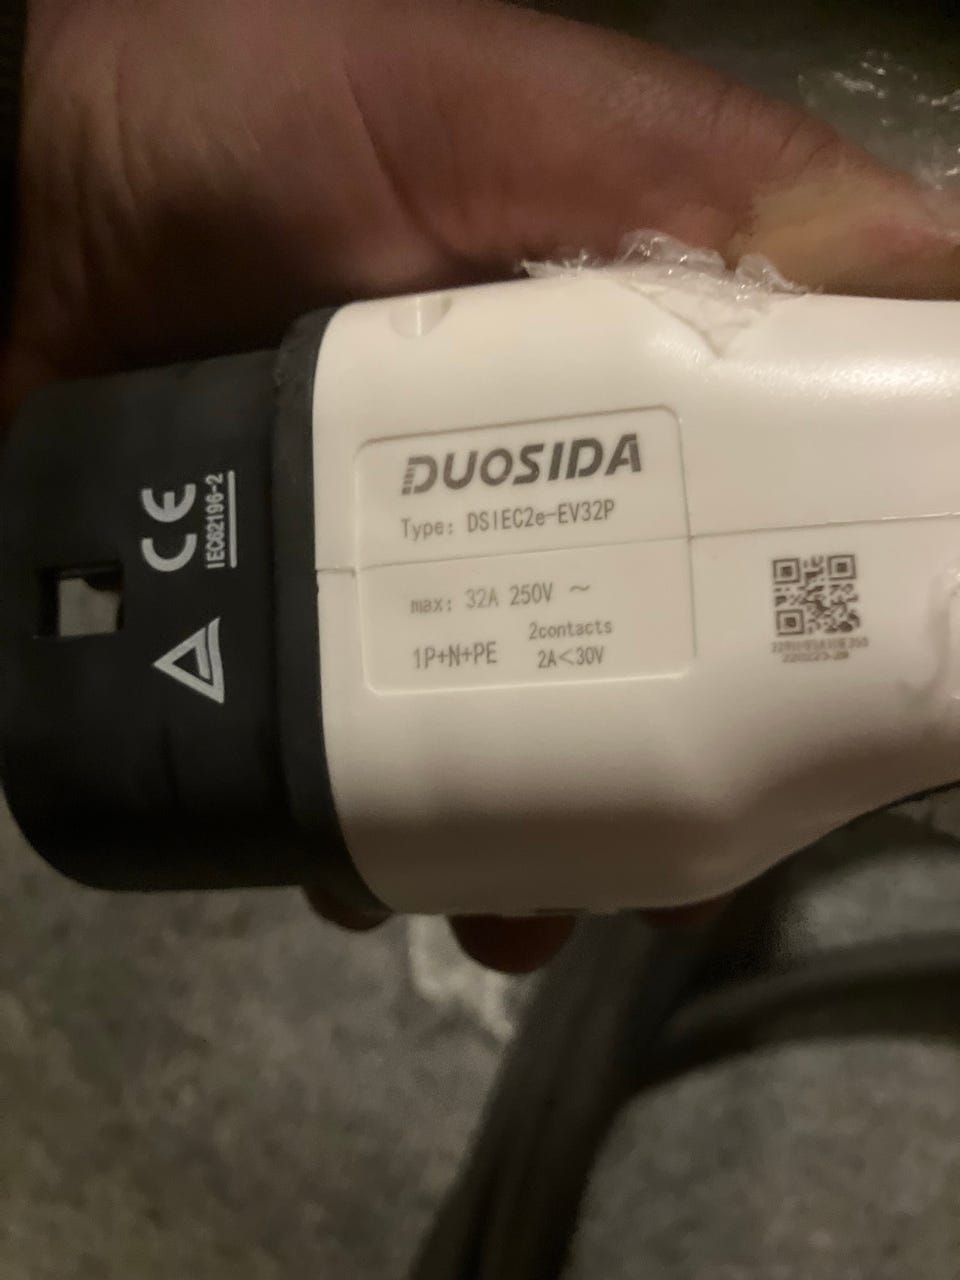 DUOSIDA
Type: DSIEC2e-EV32P
max: 32A 250V ～
1P+N+PE
2contacts
2A<30V
CE
IEC62196-2